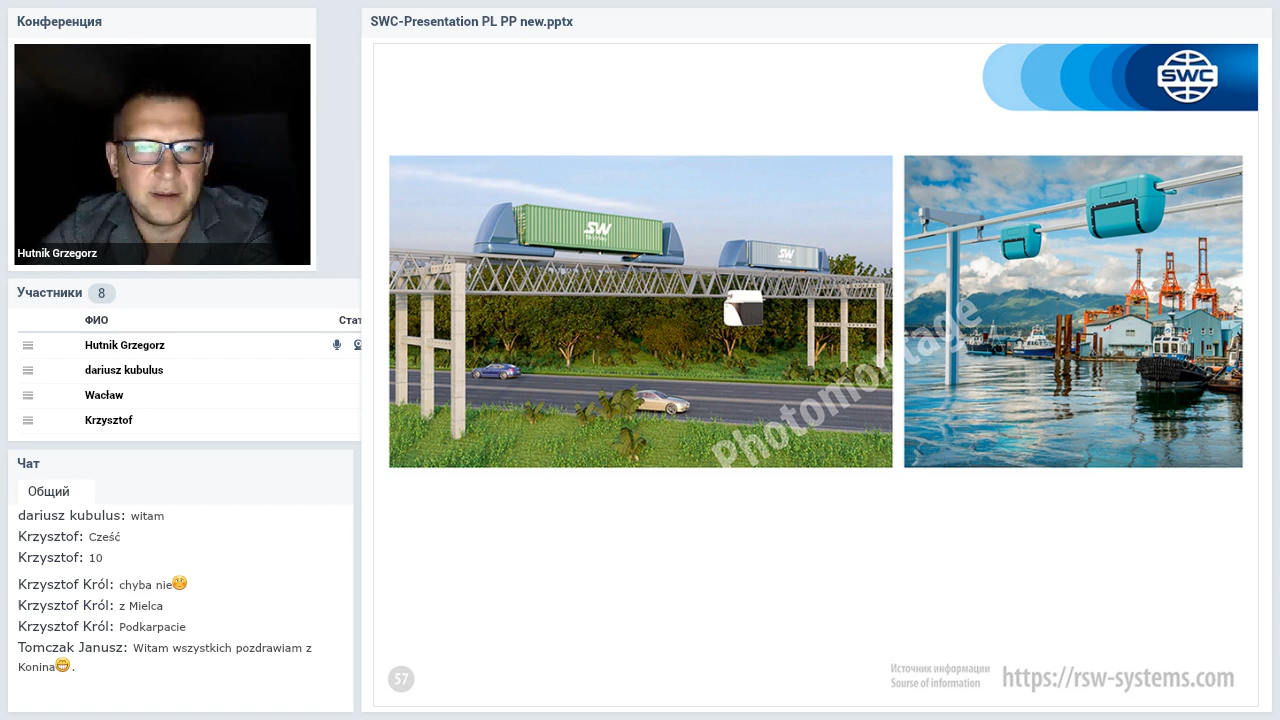 Конференция
Hutnik Grzegorz
Участники 8
ФИО Стат
Hutnik Grzegorz
dariusz kubulus
Wacław
Krzysztof
Чат
Общий
dariusz kubulus: witam
Krzysztof: Cześć
Krzysztof: 10
Krzysztof Król: chyba nie
Krzysztof Król: z Mielca
Krzysztof Król: Podkarpacie
Tomczak Janusz: Witam wszystkich pozdrawiam z
Konina .
SWC-Presentation PL PP new.pptx
SWC
SW
SW
Photomontage
57
Источник информации
Sourse of information
https://rsw-systems.com